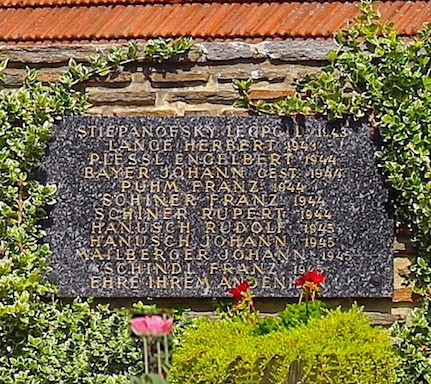 STIEPANOFSKY LEOPOLD 1943
LANGE HERBERT 1943
PLESSL ENGELBERT 1944
BAYER JOHANN GEST. 1944
PUHM FRANZ 1944
SCHINER FRANZ 1944
SCHINER RUPERT 1944
HANUSCH RUDOLF 1945
HANUSCH JOHANN 1945
MAILBERGER JOHANN 1945
SCHINDL FRANZ
EHRE IHREM ANDENKEN